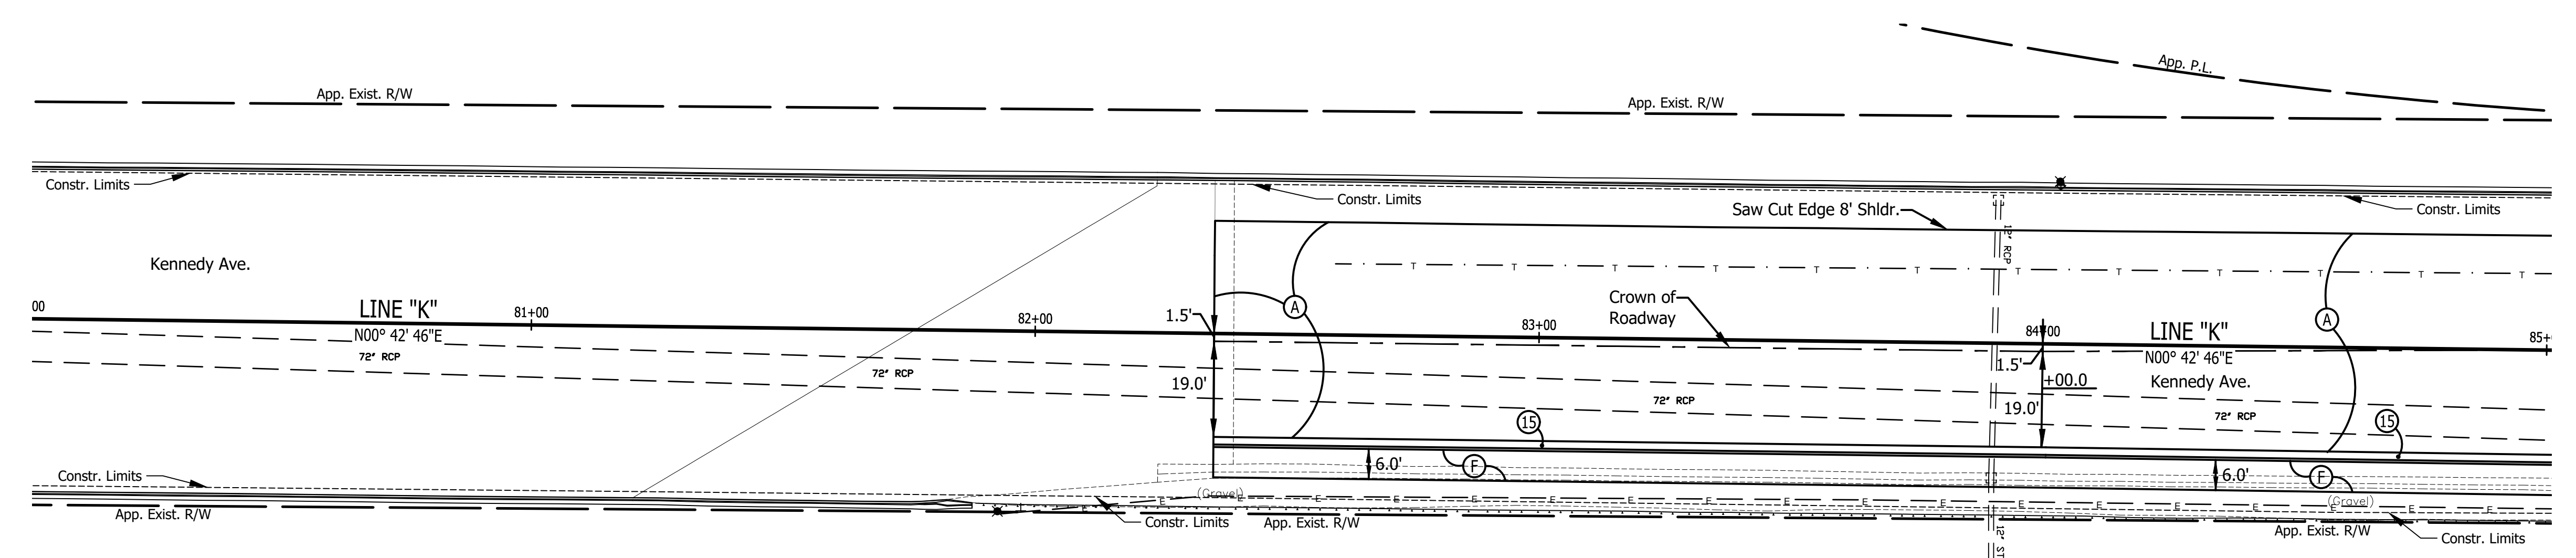 App. P.L.
App. Exist. R/W
App. Exist. R/W
Constr. Limits
Constr. Limits
Constr. Limits
Saw Cut Edge 8' Shldr.
12" RCP
Kennedy Ave.
T T T T T T T T T T T T
00
LINE "K"
81+00
82+00
83+00
84+00
85+
N00° 42' 46"E
72" RCP
72" RCP
1.5'
A
Crown of
Roadway
LINE "K"
N00° 42' 46"E
A
1.5'
19.0'
72" RCP
+00.0
Kennedy Ave.
19.0'
72" RCP
15
15
6.0'
F
6.0'
F
Constr. Limits
App. Exist. R/W
(Gravel)
E E E E E E E E E E E E E E E E E E E
Constr. Limits
App. Exist. R/W
(Gravel)
App. Exist. R/W
Constr. Limits
12" ST